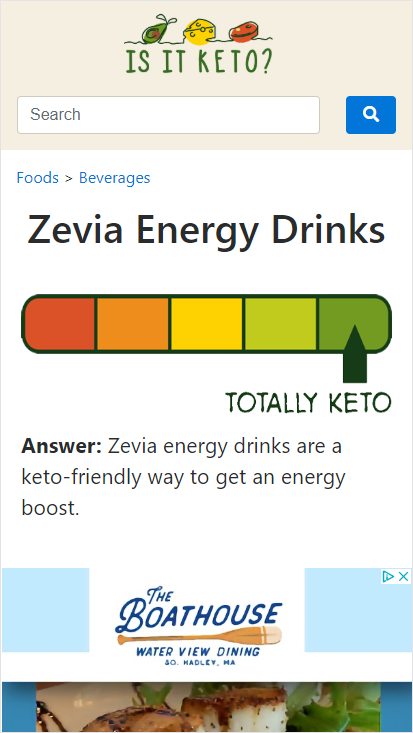 IS IT KETO?
Search
Foods > Beverages
Zevia Energy Drinks
TOTALLY KETO
Answer: Zevia energy drinks are a
keto-friendly way to get an energy
boost.
THE
BOATHOUSE
WATER VIEW DINING
SO. HADLEY, MA